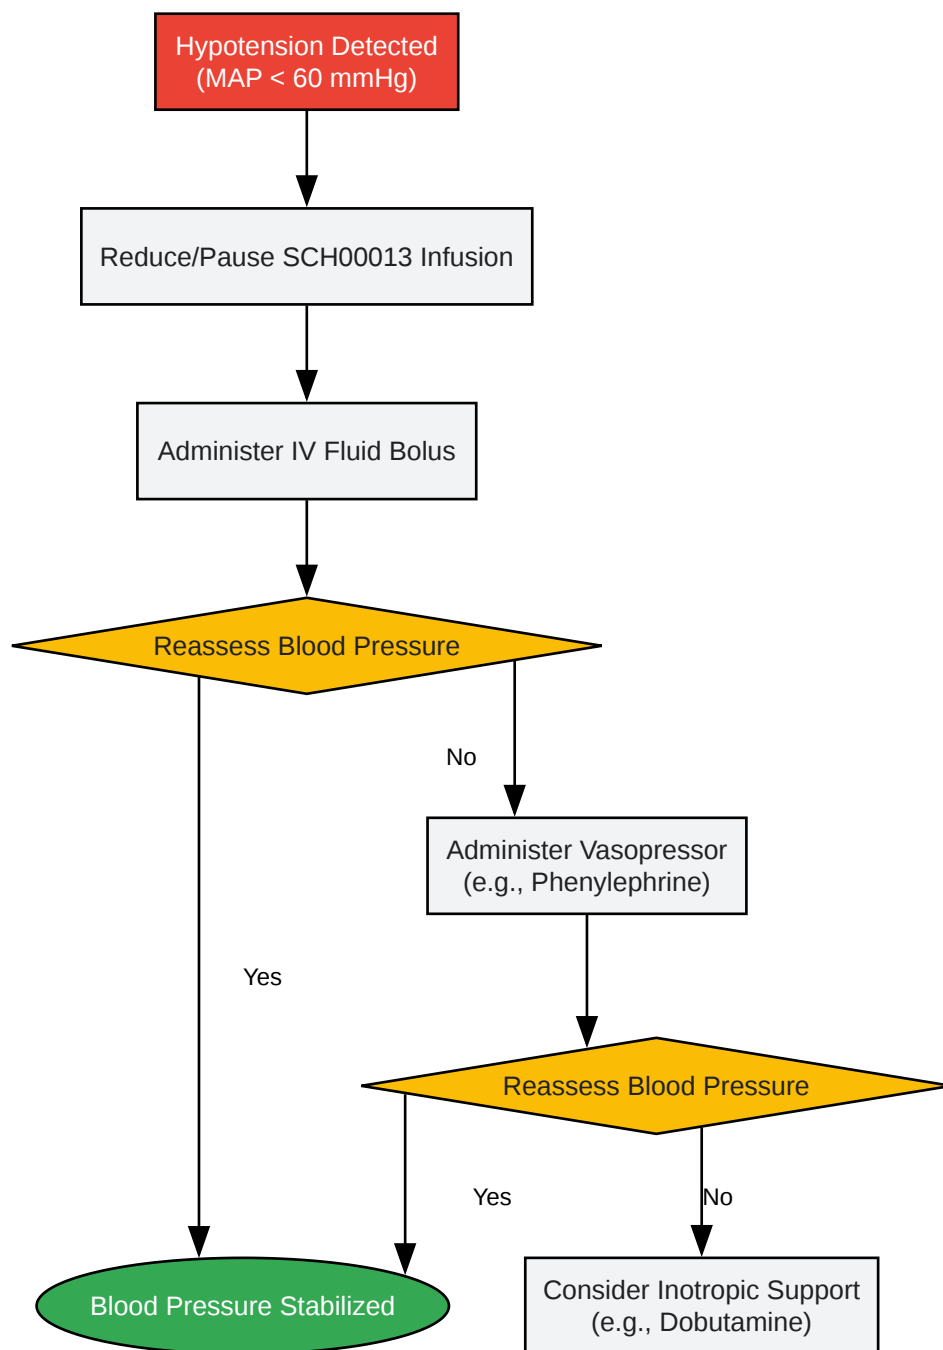 Hypotension Detected
(MAP < 60 mmHg)
Reduce/Pause SCH00013 Infusion
Administer IV Fluid Bolus
Reassess Blood Pressure
No
Administer Vasopressor
(e.g., Phenylephrine)
Yes
Reassess Blood Pressure
Yes
No
Blood Pressure Stabilized
Consider Inotropic Support
(e.g., Dobutamine)